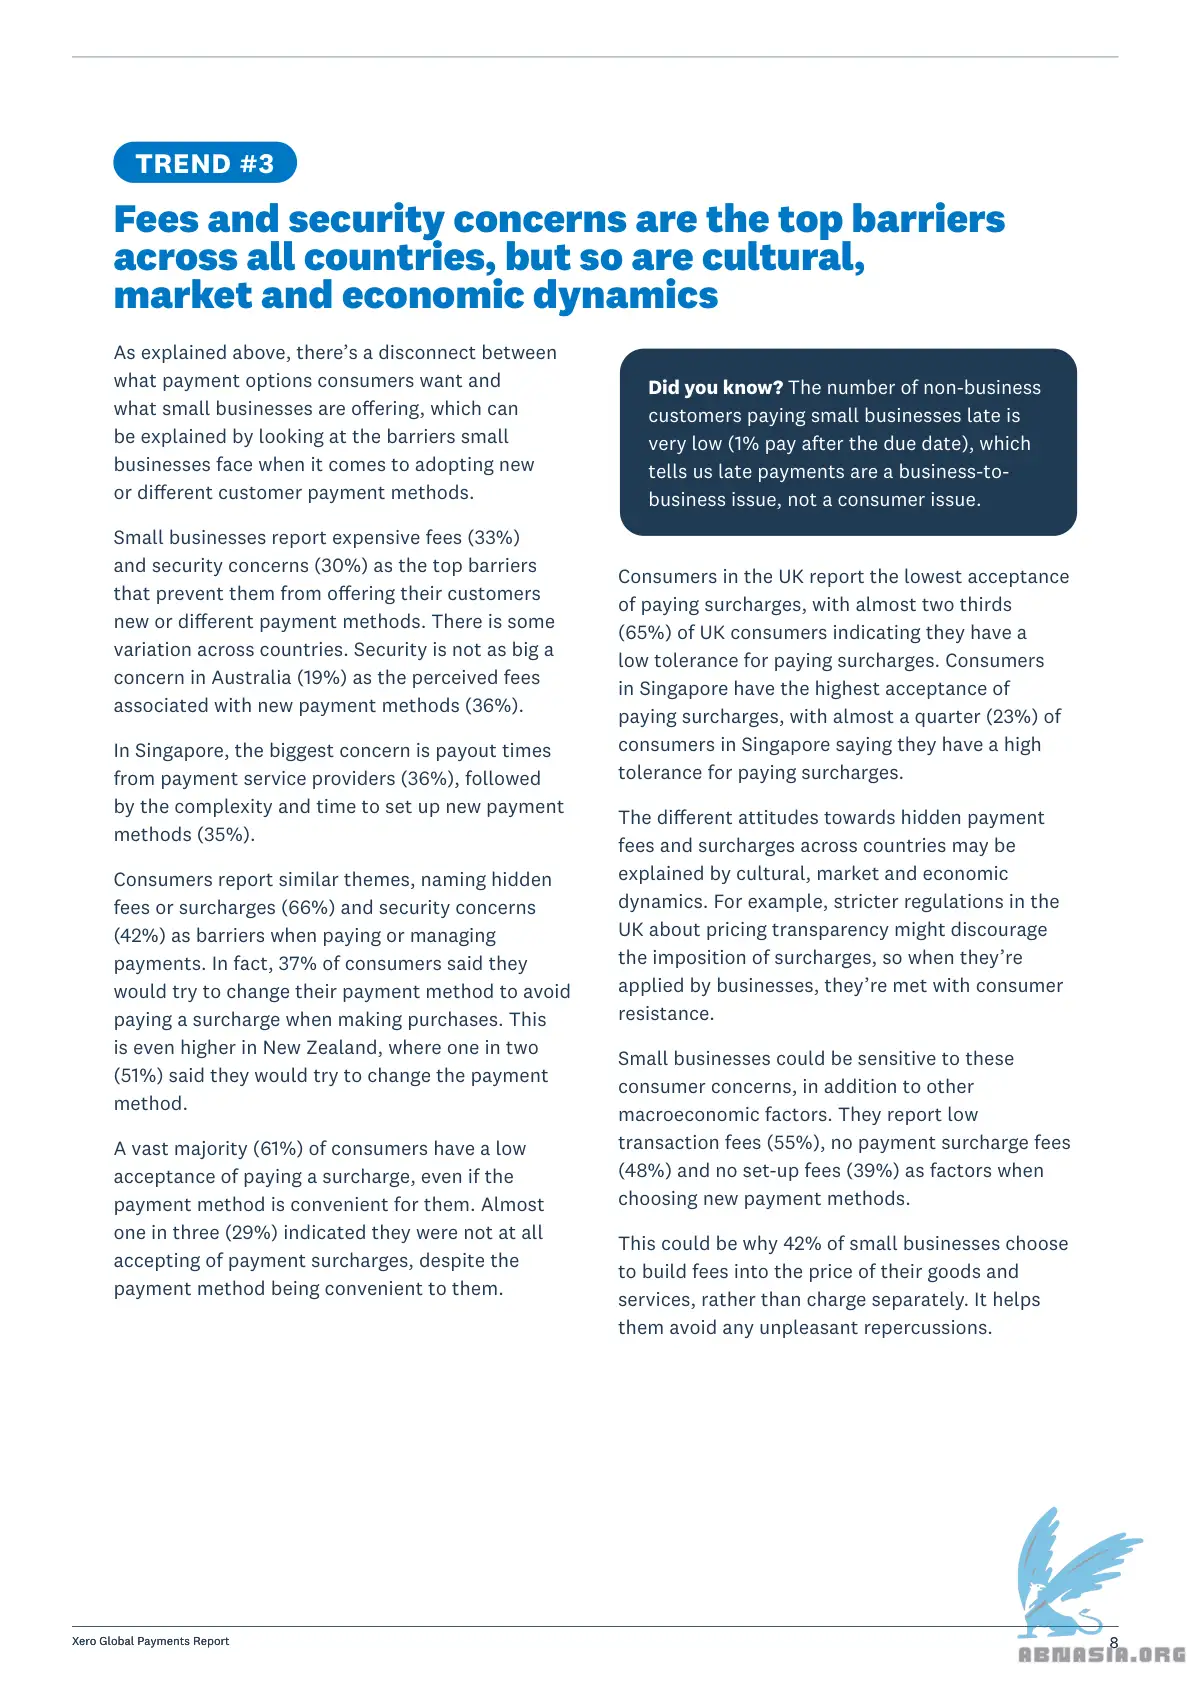 TREND #3
Fees and security concerns are the top barriers
across all countries, but so are cultural,
market and economic dynamics
As explained above, there’s a disconnect between
what payment options consumers want and
what small businesses are offering, which can
be explained by looking at the barriers small
businesses face when it comes to adopting new
or different customer payment methods.
Small businesses report expensive fees (33%)
and security concerns (30%) as the top barriers
that prevent them from offering their customers
new or different payment methods. There is some
variation across countries. Security is not as big a
concern in Australia (19%) as the perceived fees
associated with new payment methods (36%).
In Singapore, the biggest concern is payout times
from payment service providers (36%), followed
by the complexity and time to set up new payment
methods (35%).
Consumers report similar themes, naming hidden
fees or surcharges (66%) and security concerns
(42%) as barriers when paying or managing
payments. In fact, 37% of consumers said they
would try to change their payment method to avoid
paying a surcharge when making purchases. This
is even higher in New Zealand, where one in two
(51%) said they would try to change the payment
method.
A vast majority (61%) of consumers have a low
acceptance of paying a surcharge, even if the
payment method is convenient for them. Almost
one in three (29%) indicated they were not at all
accepting of payment surcharges, despite the
payment method being convenient to them.
Did you know? The number of non-business
customers paying small businesses late is
very low (1% pay after the due date), which
tells us late payments are a business-to-
business issue, not a consumer issue.
Consumers in the UK report the lowest acceptance
of paying surcharges, with almost two thirds
(65%) of UK consumers indicating they have a
low tolerance for paying surcharges. Consumers
in Singapore have the highest acceptance of
paying surcharges, with almost a quarter (23%) of
consumers in Singapore saying they have a high
tolerance for paying surcharges.
The different attitudes towards hidden payment
fees and surcharges across countries may be
explained by cultural, market and economic
dynamics. For example, stricter regulations in the
UK about pricing transparency might discourage
the imposition of surcharges, so when they’re
applied by businesses, they’re met with consumer
resistance.
Small businesses could be sensitive to these
consumer concerns, in addition to other
macroeconomic factors. They report low
transaction fees (55%), no payment surcharge fees
(48%) and no set-up fees (39%) as factors when
choosing new payment methods.
This could be why 42% of small businesses choose
to build fees into the price of their goods and
services, rather than charge separately. It helps
them avoid any unpleasant repercussions.
Xero Global Payments Report
8
ABNASIA.ORG